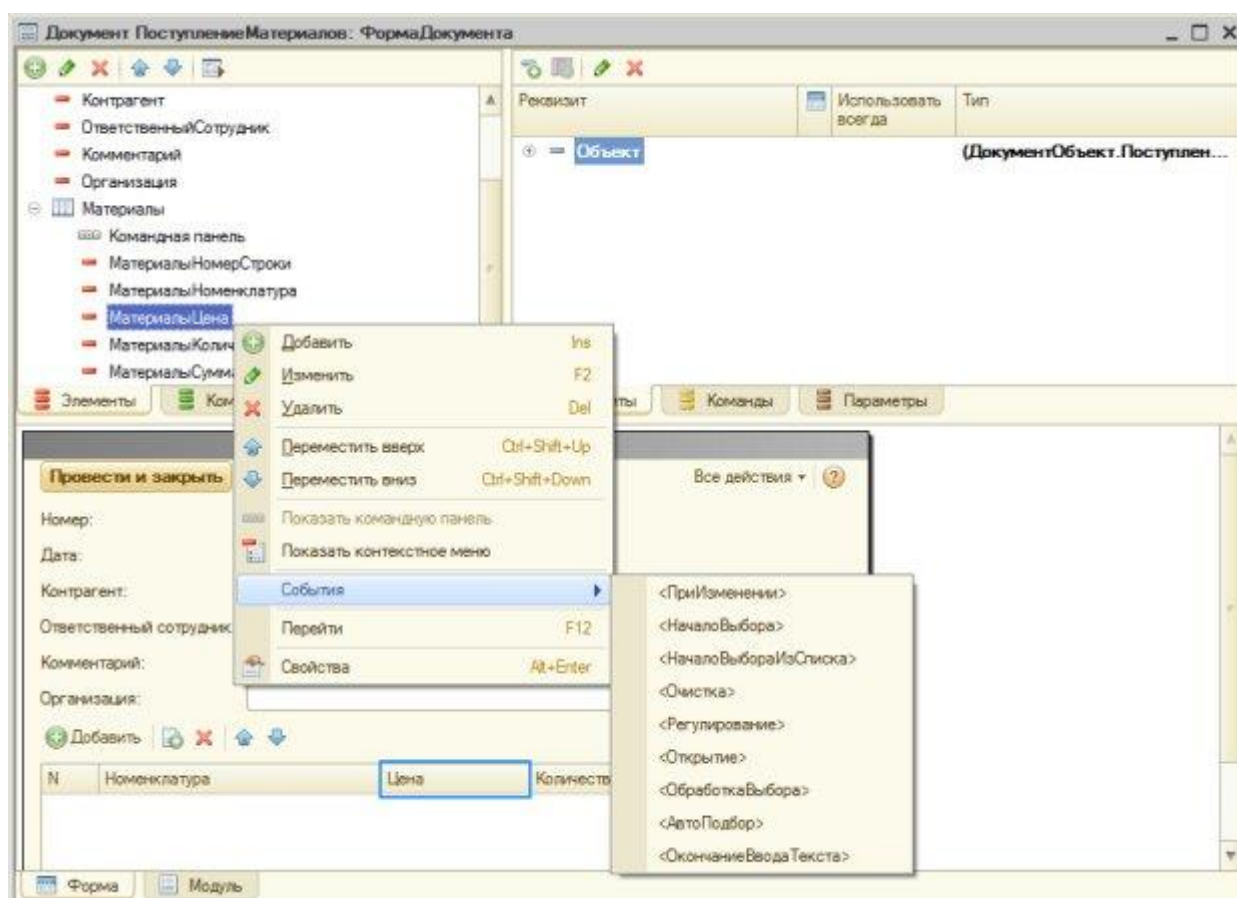 Документ ПоступлениеМатериалов: ФормаДокумента
Контрагент
ОтветственныйСотрудник
Комментарий
Организация
Материалы
Командная панель
МатериалыНомерСтроки
МатериалыНоменклатура
МатериалыЦена
МатериалыКолич
МатериалыСумм
Элементы
Ком
Реквизит
Использовать
всегда
Тип
Объект
(ДокументОбъект.Поступлен...
ты
Команды
Параметры
Добавить Ins
Изменить F2
Удалить Del
Переместить вверх Ctrl+Shift+Up
Переместить вниз Ctrl+Shift+Down
Показать командную панель
Показать контекстное меню
События
Перейти F12
Свойства Alt+Enter
<ПриИзменении>
<НачалоВыбора>
<НачалоВыбораИзСписка>
<Очистка>
<Регулирование>
<Открытие>
<ОбработкаВыбора>
<АвтоПодбор>
<ОкончаниеВводаТекста>
Провести и закрыть
Все действия
Номер:
Дата:
Контрагент:
Ответственный сотрудник
Комментарий:
Организация:
Добавить
N Номенклатура Цена Количеств
Форма Модуль